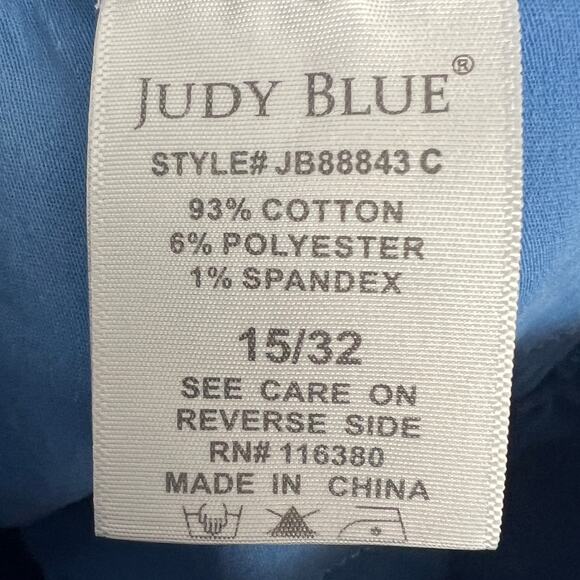 JUDY BLUE®
STYLE# JB88843 C
93% COTTON
6% POLYESTER
1% SPANDEX
15/32
SEE CARE ON
REVERSE SIDE
RN# 116380
MADE IN CHINA